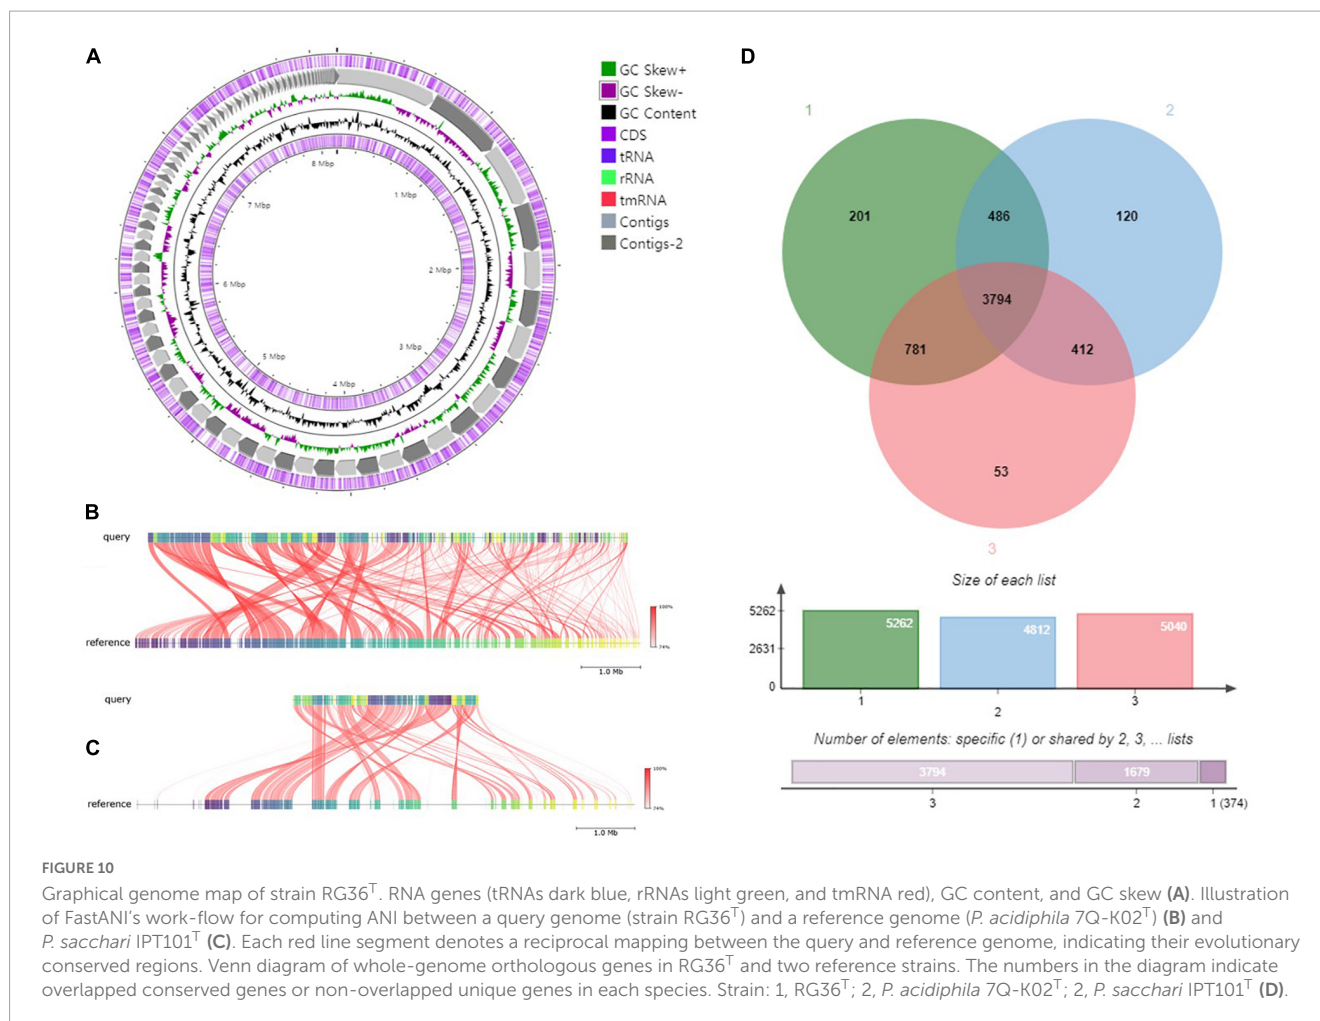 A
GC Skew+
GC Skew-
GC Content
CDS
tRNA
rRNA
tmRNA
Contigs
Contigs-2
8 Mbp
1 Mbp
2 Mbp
3 Mbp
4 Mbp
5 Mbp
6 Mbp
7 Mbp
B
query
reference
100%
74%
1.0 Mb
query
C
reference
100%
74%
1.0 Mb
D
1
2
201
486
120
3794
781
412
53
3
Size of each list
5262
2631
0
5262
4812
5040
1
2
3
Number of elements: specific (1) or shared by 2, 3, ... lists
3794
1679
3
2
1 (374)
FIGURE 10
Graphical genome map of strain RG36ᵀ. RNA genes (tRNAs dark blue, rRNAs light green, and tmRNA red), GC content, and GC skew (A). Illustration
of FastANI's work-flow for computing ANI between a query genome (strain RG36ᵀ) and a reference genome (P. acidiphila 7Q-K02ᵀ) (B) and
P. sacchari IPT101ᵀ (C). Each red line segment denotes a reciprocal mapping between the query and reference genome, indicating their evolutionary
conserved regions. Venn diagram of whole-genome orthologous genes in RG36ᵀ and two reference strains. The numbers in the diagram indicate
overlapped conserved genes or non-overlapped unique genes in each species. Strain: 1, RG36ᵀ; 2, P. acidiphila 7Q-K02ᵀ; 2, P. sacchari IPT101ᵀ (D).